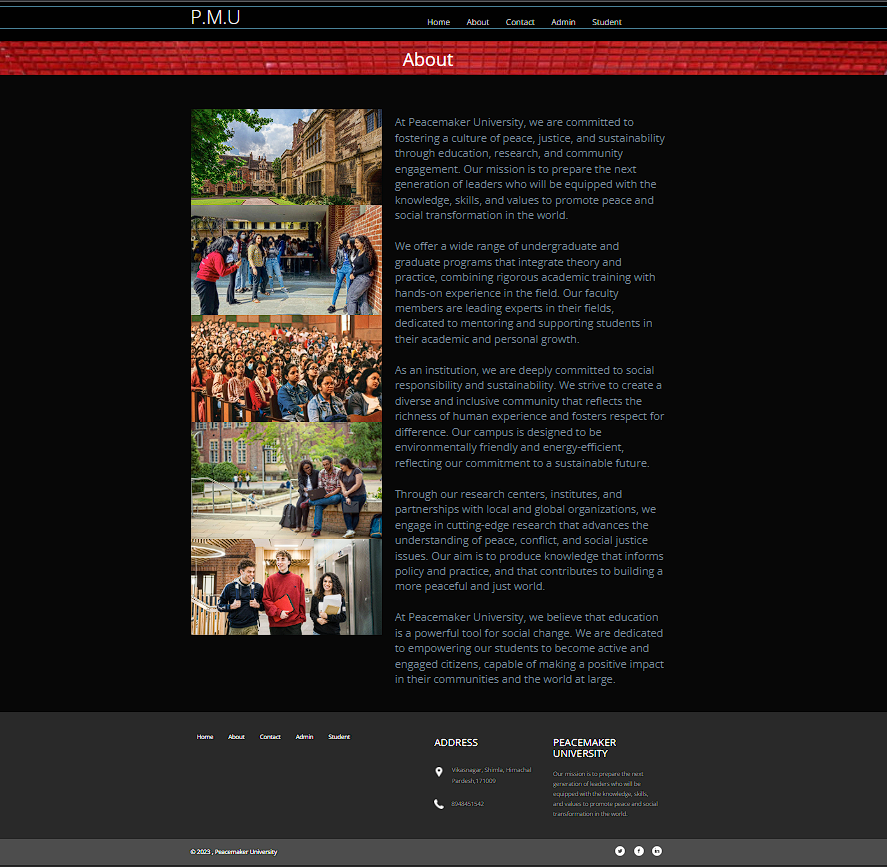 P.M.U
Home About Contact Admin Student
About
At Peacemaker University, we are committed to
fostering a culture of peace, justice, and sustainability
through education, research, and community
engagement. Our mission is to prepare the next
generation of leaders who will be equipped with the
knowledge, skills, and values to promote peace and
social transformation in the world.
We offer a wide range of undergraduate and
graduate programs that integrate theory and
practice, combining rigorous academic training with
hands-on experience in the field. Our faculty
members are leading experts in their fields,
dedicated to mentoring and supporting students in
their academic and personal growth.
As an institution, we are deeply committed to social
responsibility and sustainability. We strive to create a
diverse and inclusive community that reflects the
richness of human experience and fosters respect for
difference. Our campus is designed to be
environmentally friendly and energy-efficient,
reflecting our commitment to a sustainable future.
Through our research centers, institutes, and
partnerships with local and global organizations, we
engage in cutting-edge research that advances the
understanding of peace, conflict, and social justice
issues. Our aim is to produce knowledge that informs
policy and practice, and that contributes to building a
more peaceful and just world.
At Peacemaker University, we believe that education
is a powerful tool for social change. We are dedicated
to empowering our students to become active and
engaged citizens, capable of making a positive impact
in their communities and the world at large.
Home About Contact Admin Student
ADDRESS
Vikasnagar, Shimla, Himachal
Pardesh,171009
8948451542
PEACEMAKER
UNIVERSITY
Our mission is to prepare the next
generation of leaders who will be
equipped with the knowledge, skills,
and values to promote peace and social
transformation in the world.
© 2023 , Peacemaker University